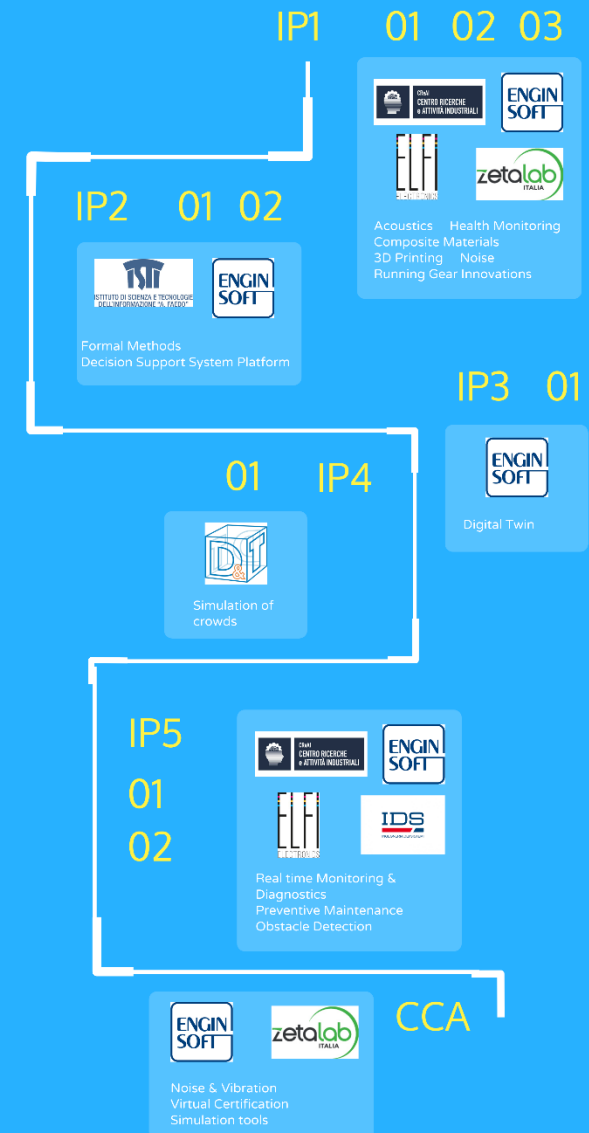 IP1 01 02 03
CReAI
CENTRO RICERCHE
e ATTIVITÀ INDUSTRIALI
ENGIN
SOFT
ELFI
ELECTRONICS
zetalab
ITALIA
Acoustics Health Monitoring
Composite Materials
3D Printing Noise
Running Gear Innovations
IP2 01 02
ISTI
ISTITUTO DI SCIENZA E TECNOLOGIE
DELL'INFORMAZIONE "A. FAEDO"
ENGIN
SOFT
Formal Methods
Decision Support System Platform
IP3 01
ENGIN
SOFT
Digital Twin
01 IP4
D&T
Simulation of
crowds
IP5
01
02
CENTRO RICERCHE
e ATTIVITÀ INDUSTRIALI
ENGIN
SOFT
ELFI
ELECTRONICS
IDS
Real time Monitoring &
Diagnostics
Preventive Maintenance
Obstacle Detection
CCA
ENGIN
SOFT
zetalab
ITALIA
Noise & Vibration
Virtual Certification
Simulation tools